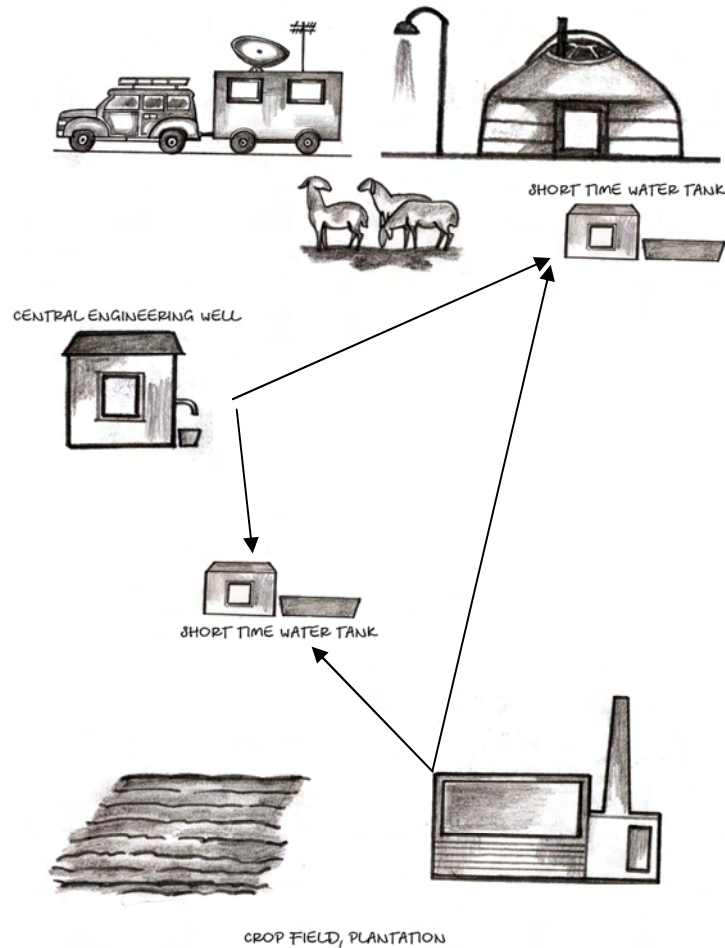 SHORT TIME WATER TANK
CENTRAL ENGINEERING WELL
SHORT TIME WATER TANK
CROP FIELD, PLANTATION